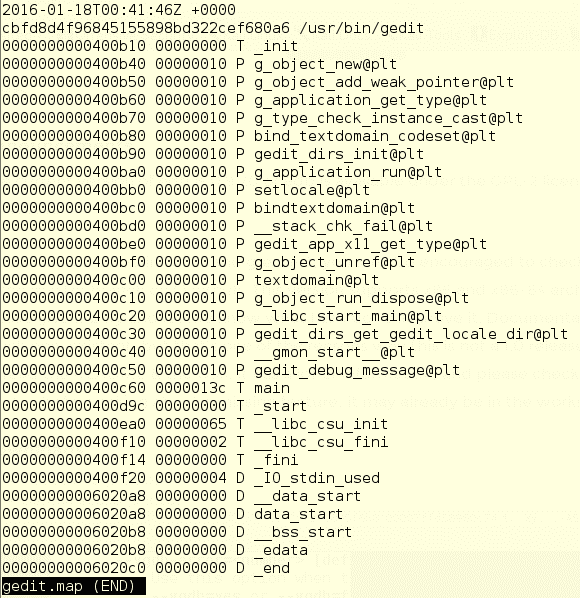 2016-01-18T00:41:46Z +0000
cbfd8d4f96845155898bd322cef680a6 /usr/bin/gedit
0000000000400b10 00000000 T _init
0000000000400b40 00000010 P g_object_new@plt
0000000000400b50 00000010 P g_object_add_weak_pointer@plt
0000000000400b60 00000010 P g_application_get_type@plt
0000000000400b70 00000010 P g_type_check_instance_cast@plt
0000000000400b80 00000010 P bind_textdomain_codeset@plt
0000000000400b90 00000010 P gedit_dirs_init@plt
0000000000400ba0 00000010 P g_application_run@plt
0000000000400bb0 00000010 P setlocale@plt
0000000000400bc0 00000010 P bindtextdomain@plt
0000000000400bd0 00000010 P __stack_chk_fail@plt
0000000000400be0 00000010 P gedit_app_x11_get_type@plt
0000000000400bf0 00000010 P g_object_unref@plt
0000000000400c00 00000010 P textdomain@plt
0000000000400c10 00000010 P g_object_run_dispose@plt
0000000000400c20 00000010 P __libc_start_main@plt
0000000000400c30 00000010 P gedit_dirs_get_gedit_locale_dir@plt
0000000000400c40 00000010 P __gmon_start__@plt
0000000000400c50 00000010 P gedit_debug_message@plt
0000000000400c60 0000013c T main
0000000000400d9c 00000000 T _start
0000000000400ea0 00000065 T __libc_csu_init
0000000000400f10 00000002 T __libc_csu_fini
0000000000400f14 00000000 T _fini
0000000000400f20 00000004 D _IO_stdin_used
00000000006020a8 00000000 D __data_start
00000000006020a8 00000000 D data_start
00000000006020b8 00000000 D __bss_start
00000000006020b8 00000000 D _edata
00000000006020c0 00000000 D _end
gedit.map (END)